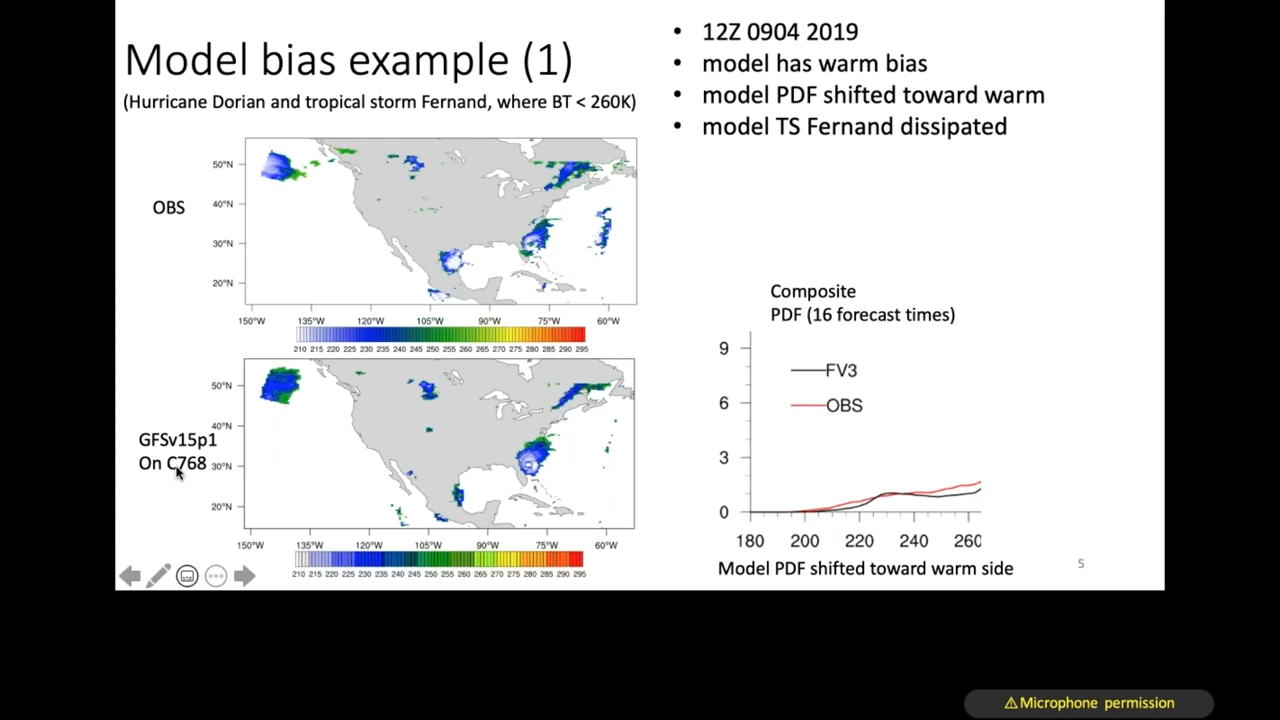 Model bias example (1)
(Hurricane Dorian and tropical storm Fernand, where BT < 260K)
• 12Z 0904 2019
• model has warm bias
• model PDF shifted toward warm
• model TS Fernand dissipated
OBS
50°N
40°N
30°N
20°N
150°W 135°W 120°W 105°W 90°W 75°W 60°W
210 215 220 225 230 235 240 245 250 255 260 265 270 275 280 285 290 295
GFSv15p1
On C768
50°N
40°N
30°N
20°N
150°W 135°W 120°W 105°W 90°W 75°W 60°W
210 215 220 225 230 235 240 245 250 255 260 265 270 275 280 285 290 295
Composite
PDF (16 forecast times)
9
6
3
0
FV3
OBS
180 200 220 240 260
Model PDF shifted toward warm side
5
⚠Microphone permission